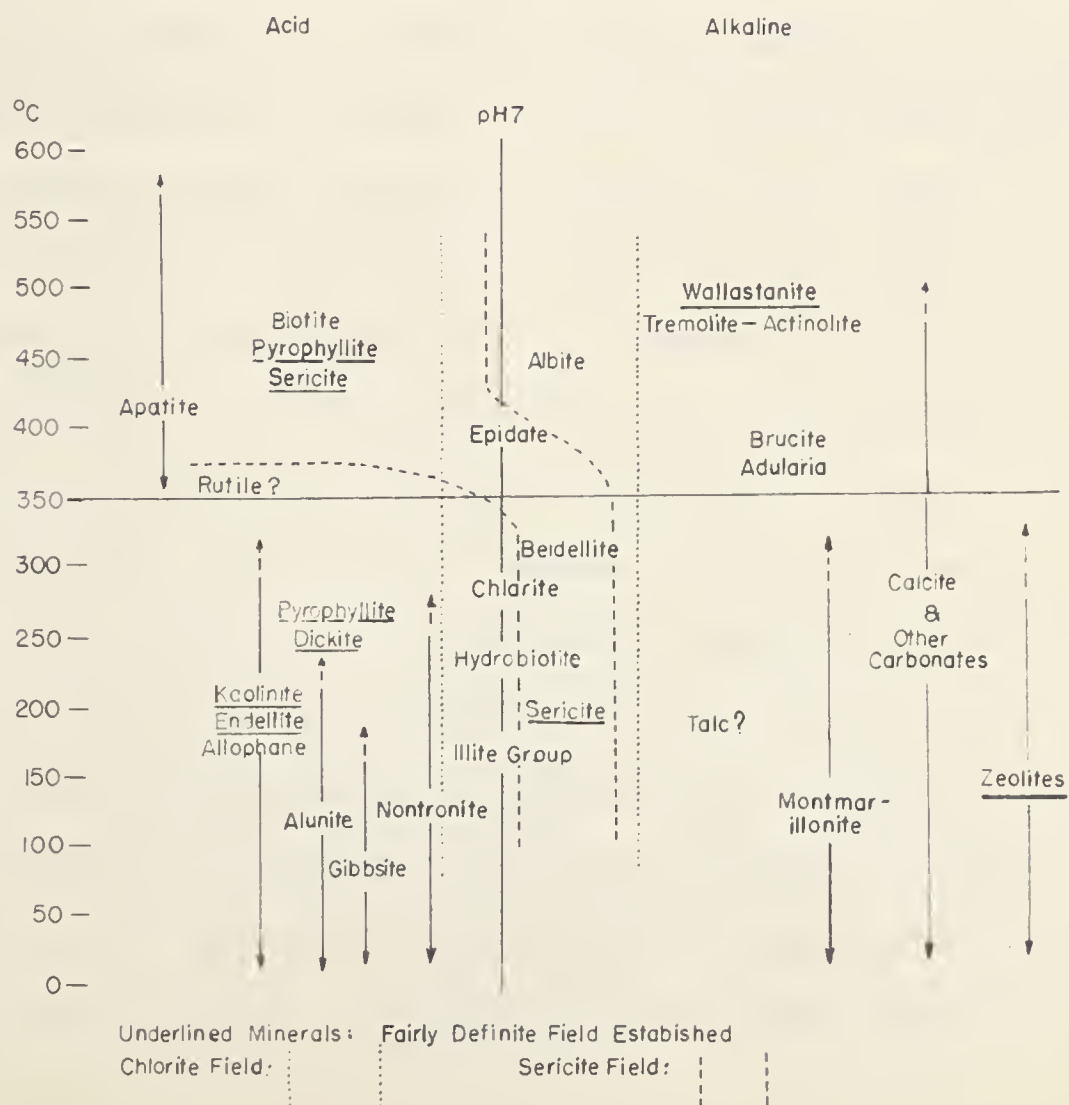 Acid
Alkaline
°C
pH7
600
550
500
450
400
350
300
250
200
150
100
50
0
Wallastanite
Tremolite – Actinolite
Biotite
Pyrophyllite
Sericite
Albite
Apatite
Epidate
Brucite
Adularia
Rutile ?
Beidellite
Chlarite
Calcite
&
Other
Carbonates
Pyrophyllite
Dickite
Hydrobiotite
Kaolinite
Endellite
Allophane
Sericite
Talc?
Illite Group
Zeolites
Alunite
Nontronite
Montmar-
illonite
Gibbsite
Underlined Minerals: Fairly Definite Field Estabished
Chlorite Field:
Sericite Field: